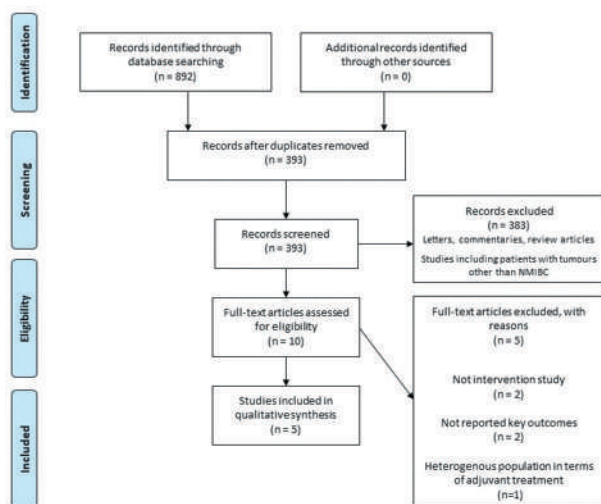 Identification
Records identified through
database searching
(n = 892)
Additional records identified
through other sources
(n = 0)
Screening
Records after duplicates removed
(n = 393)
Records screened
(n = 393)
Records excluded
(n = 383)
Letters, commentaries, review articles
Studies including patients with tumours
other than NMIBC
Eligibility
Full-text articles assessed
for eligibility
(n = 10)
Full-text articles excluded, with
reasons
(n = 5)
Not intervention study
(n = 2)
Not reported key outcomes
(n = 2)
Heterogenous population in terms
of adjuvant treatment
(n=1)
Included
Studies included in
qualitative synthesis
(n = 5)